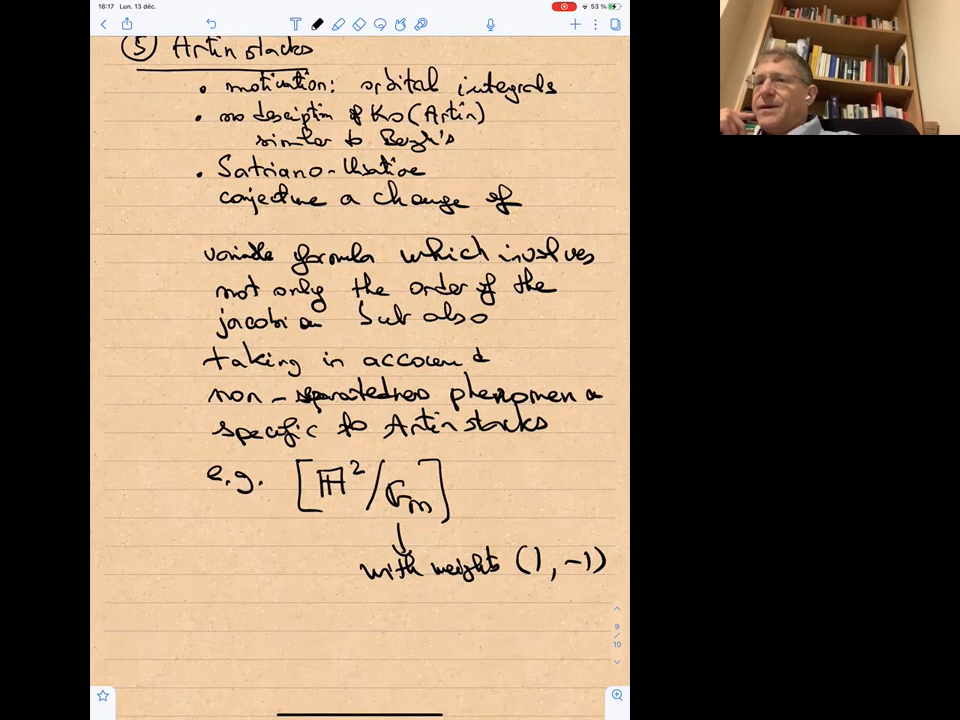 18:17 Lun. 13 déc.
53 %
⑤ Artin stacks
• motivation: orbital integrals
• no description of K₀(Artin)
similar to Bergh's
• Satriano-Usatine
conjecture a change of
variable formula which involves
not only the order of the
jacobian but also
taking in account
non-separatedness phenomena
specific to Artin stacks
e.g. [𝔸²/𝔾ₘ]
↓
with weights (1, -1)
9
/
10